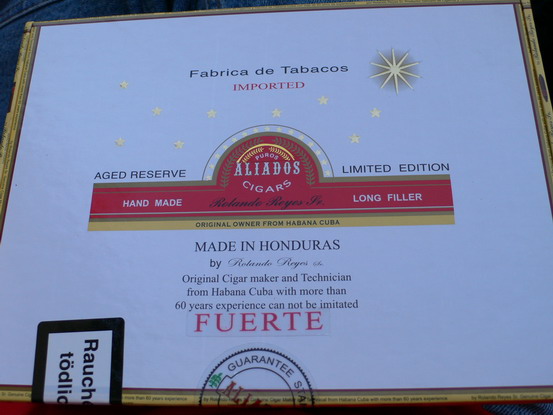 Fabrica de Tabacos
IMPORTED
AGED RESERVE
LIMITED EDITION
PUROS
ALIADOS
CIGARS
HAND MADE
Rolando Reyes Sr.
LONG FILLER
ORIGINAL OWNER FROM HABANA CUBA
MADE IN HONDURAS
by Rolando Reyes Sr.
Original Cigar maker and Technician
from Habana Cuba with more than
60 years experience can not be imitated
FUERTE
GUARANTEE
Rauche
tödlic